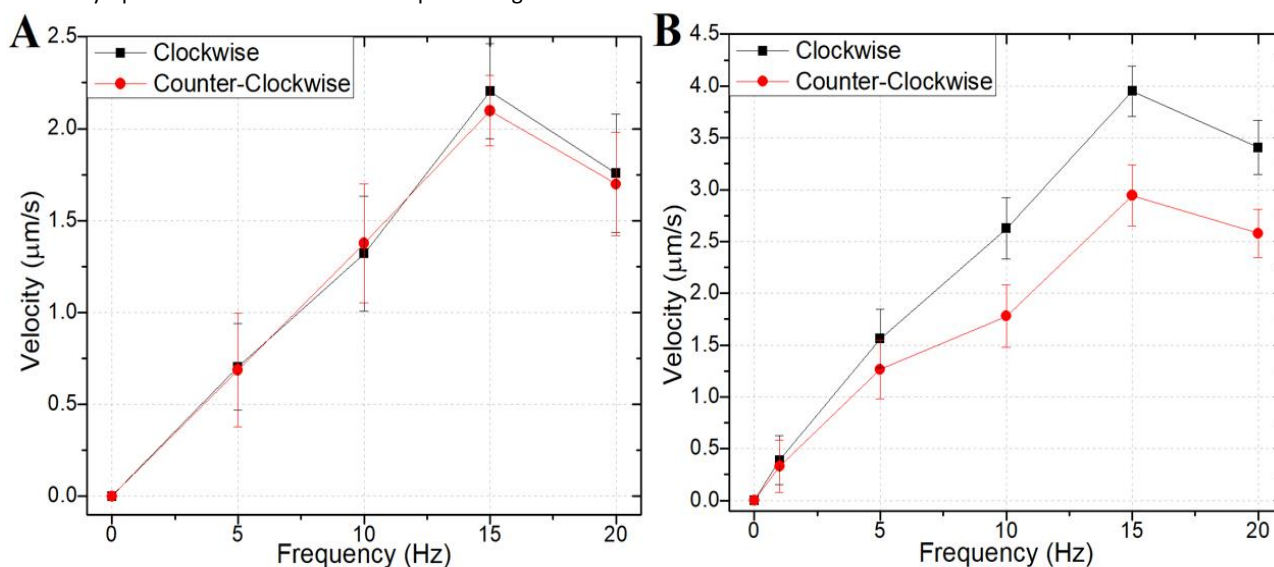 A
2.5
2.0
1.5
1.0
0.5
0.0
Velocity (μm/s)
Clockwise
Counter-Clockwise
0 5 10 15 20
Frequency (Hz)
B
4.5
4.0
3.5
3.0
2.5
2.0
1.5
1.0
0.5
0.0
Velocity (μm/s)
Clockwise
Counter-Clockwise
0 5 10 15 20
Frequency (Hz)